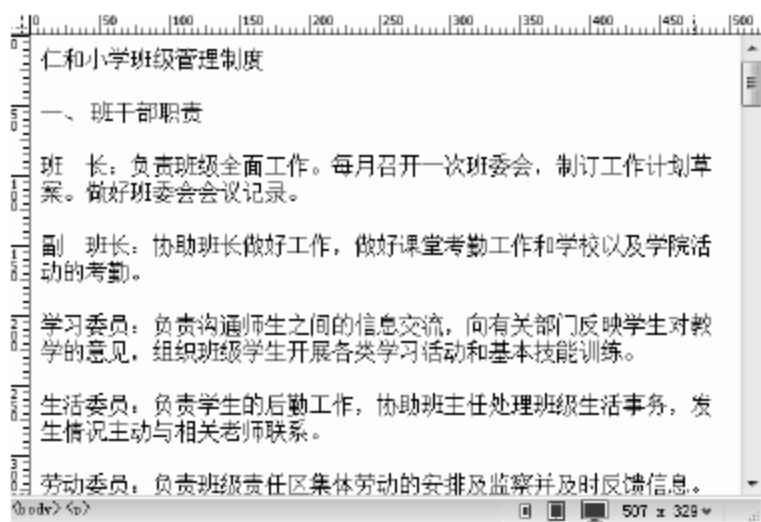 0 50 100 150 200 250 300 350 400 450 500
仁和小学班级管理制度
一、 班干部职责
班 长：负责班级全面工作。每月召开一次班委会，制订工作计划草
案。做好班委会会议记录。
副 班长：协助班长做好工作，做好课堂考勤工作和学校以及学院活
动的考勤。
学习委员：负责沟通师生之间的信息交流，向有关部门反映学生对教
学的意见，组织班级学生开展各类学习活动和基本技能训练。
生活委员：负责学生的后勤工作，协助班主任处理班级生活事务，发
生情况主动与相关老师联系。
劳动委员：负责班级责任区集体劳动的安排及监察并及时反馈信息。
<body> <p> 507 x 329